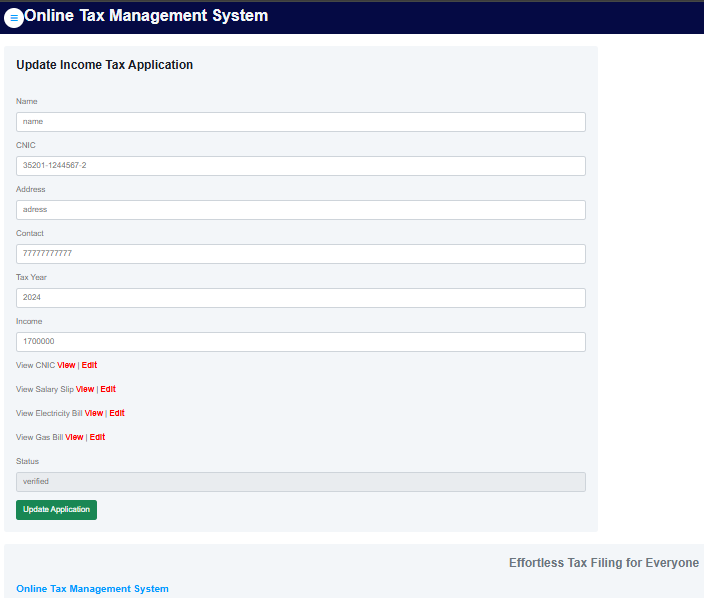 Online Tax Management System
Update Income Tax Application
Name
name
CNIC
35201-1244567-2
Address
adress
Contact
77777777777
Tax Year
2024
Income
1700000
View CNIC View | Edit
View Salary Slip View | Edit
View Electricity Bill View | Edit
View Gas Bill View | Edit
Status
verified
Update Application
Effortless Tax Filing for Everyone
Online Tax Management System